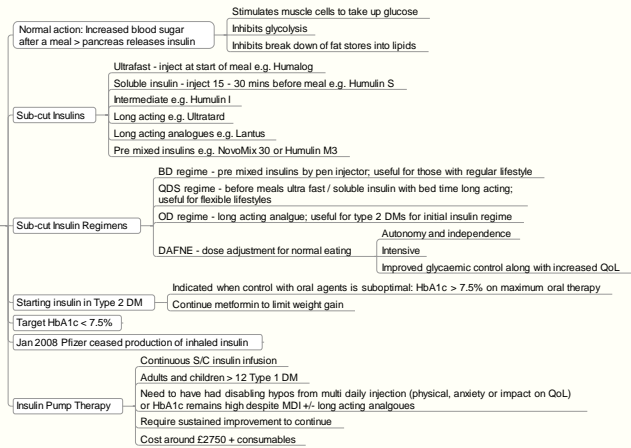 Normal action: Increased blood sugar
after a meal > pancreas releases insulin
Stimulates muscle cells to take up glucose
Inhibits glycolysis
Inhibits break down of fat stores into lipids
Sub-cut Insulins
Ultrafast - inject at start of meal e.g. Humalog
Soluble insulin - inject 15 - 30 mins before meal e.g. Humulin S
Intermediate e.g. Humulin I
Long acting e.g. Ultratard
Long acting analogues e.g. Lantus
Pre mixed insulins e.g. NovoMix 30 or Humulin M3
Sub-cut Insulin Regimens
BD regime - pre mixed insulins by pen injector; useful for those with regular lifestyle
QDS regime - before meals ultra fast / soluble insulin with bed time long acting;
useful for flexible lifestyles
OD regime - long acting analgue; useful for type 2 DMs for initial insulin regime
DAFNE - dose adjustment for normal eating
Autonomy and independence
Intensive
Improved glycaemic control along with increased QoL
Starting insulin in Type 2 DM
Indicated when control with oral agents is suboptimal: HbA1c > 7.5% on maximum oral therapy
Continue metformin to limit weight gain
Target HbA1c < 7.5%
Jan 2008 Pfizer ceased production of inhaled insulin
Insulin Pump Therapy
Continuous S/C insulin infusion
Adults and children > 12 Type 1 DM
Need to have had disabling hypos from multi daily injection (physical, anxiety or impact on QoL)
or HbA1c remains high despite MDI +/- long acting analgoues
Require sustained improvement to continue
Cost around £2750 + consumables